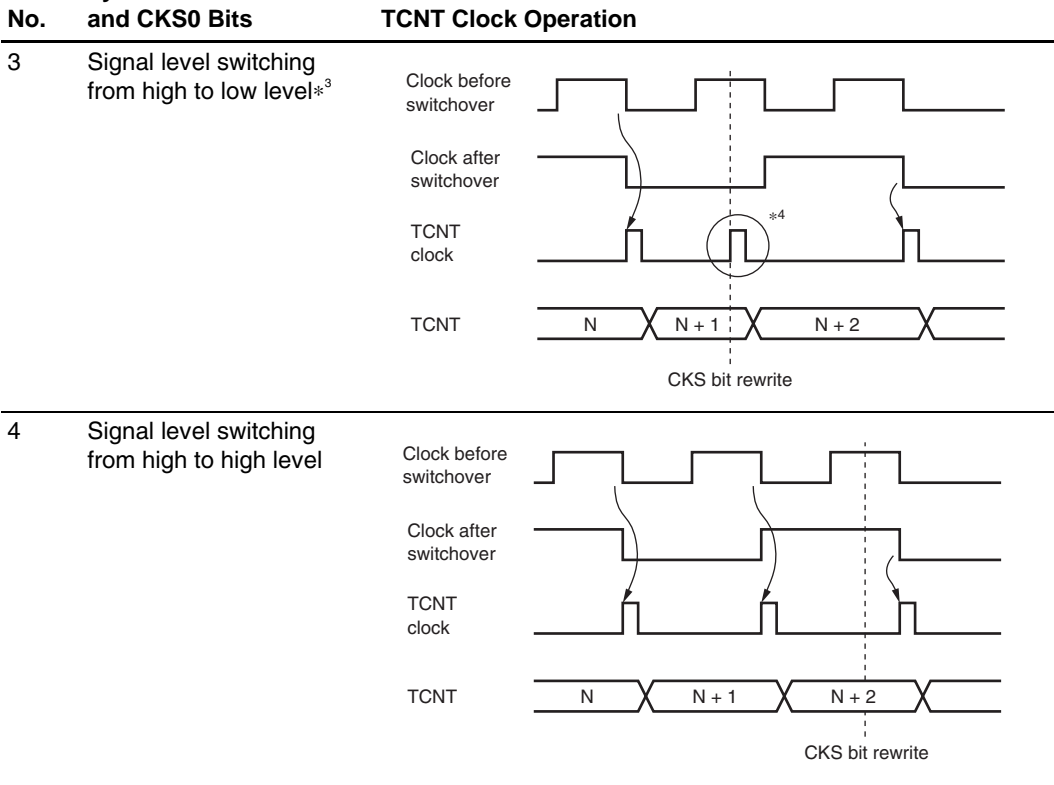 No. and CKS0 Bits TCNT Clock Operation
3 Signal level switching
from high to low level*3
Clock before
switchover
Clock after
switchover
*4
TCNT
clock
TCNT N N + 1 N + 2
CKS bit rewrite
4 Signal level switching
from high to high level
Clock before
switchover
Clock after
switchover
TCNT
clock
TCNT N N + 1 N + 2
CKS bit rewrite